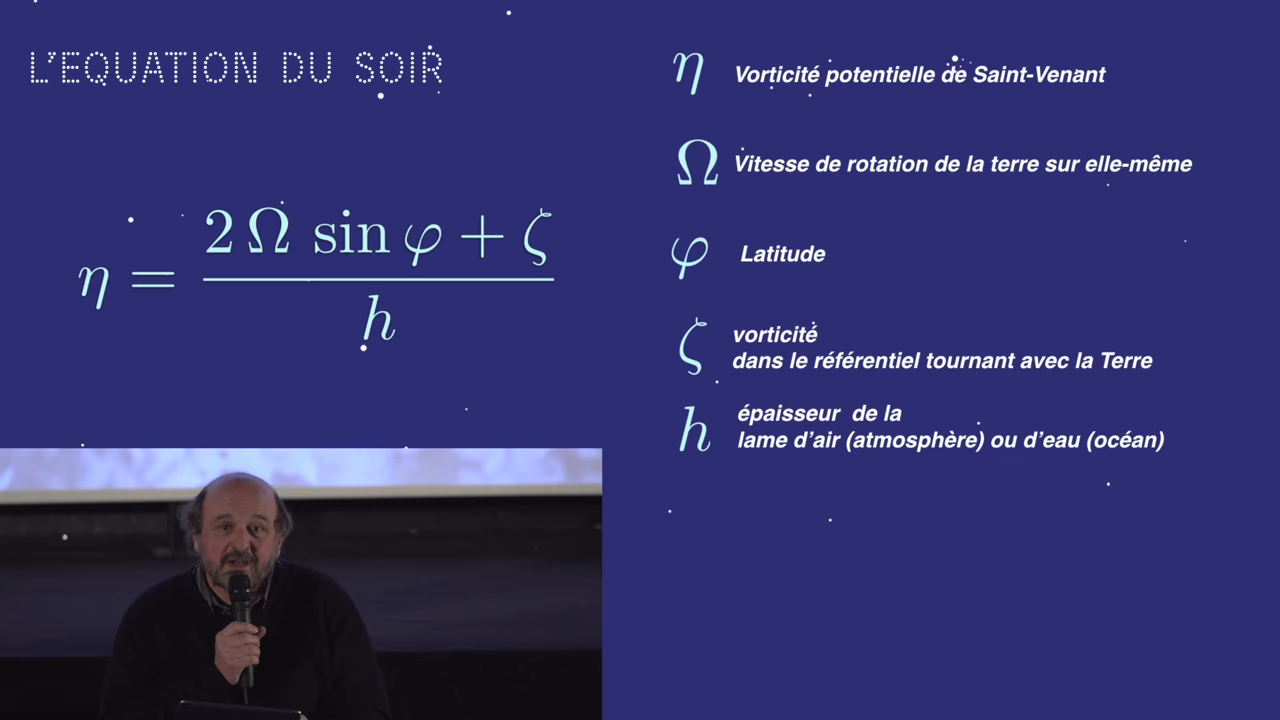 L'EQUATION DU SOIR
η = (2 Ω sin φ + ζ) / h
η Vorticité potentielle de Saint-Venant
Ω Vitesse de rotation de la terre sur elle-même
φ Latitude
ζ vorticité
dans le référentiel tournant avec la Terre
h épaisseur de la
lame d'air (atmosphère) ou d'eau (océan)